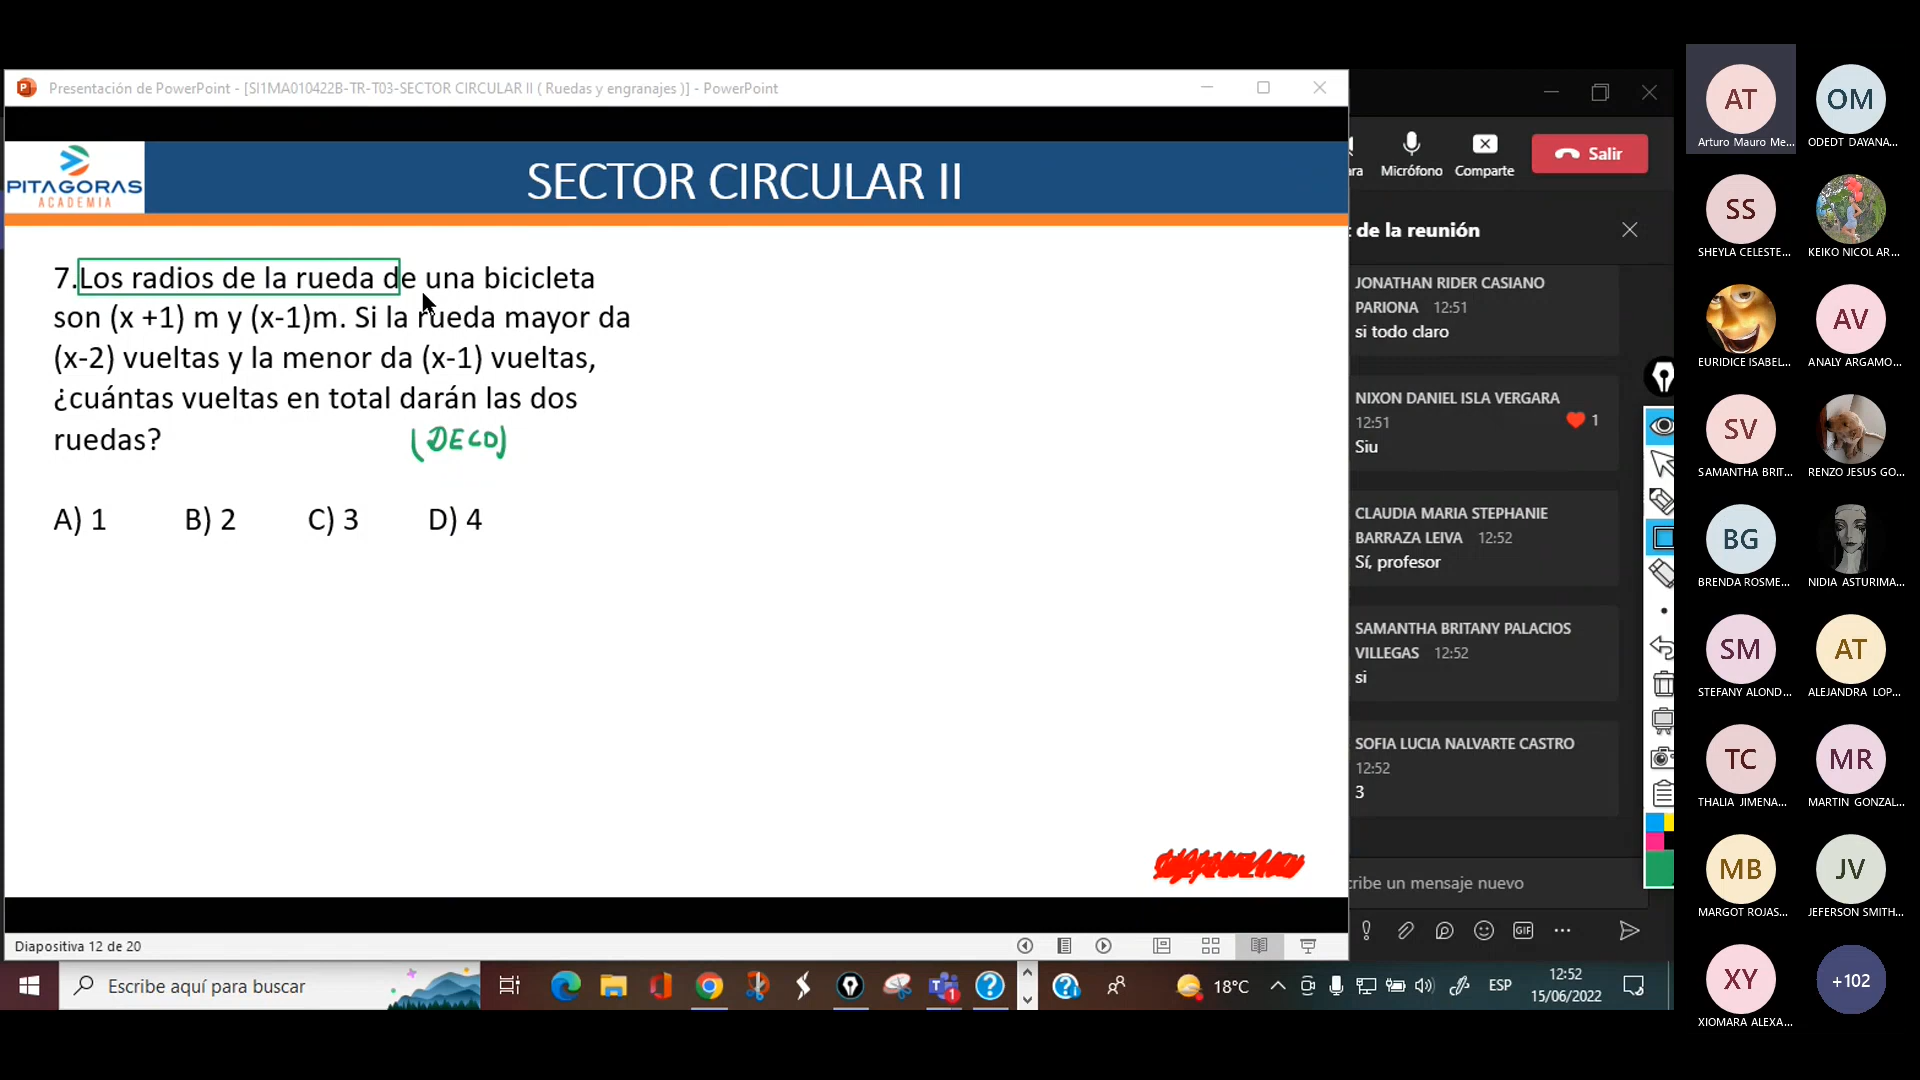 Presentación de PowerPoint - [SI1MA010422B-TR-T03-SECTOR CIRCULAR II ( Ruedas y engranajes )] - PowerPoint
PITAGORAS
ACADEMIA
SECTOR CIRCULAR II
7.Los radios de la rueda de una bicicleta
son (x +1) m y (x-1)m. Si la rueda mayor da
(x-2) vueltas y la menor da (x-1) vueltas,
¿cuántas vueltas en total darán las dos
ruedas?
(DECO)
A) 1 B) 2 C) 3 D) 4
Diapositiva 12 de 20
Escribe aquí para buscar
18°C
ESP
12:52
15/06/2022
ara Micrófono Comparte Salir
t de la reunión
JONATHAN RIDER CASIANO
PARIONA 12:51
si todo claro
NIXON DANIEL ISLA VERGARA
12:51
1
Siu
CLAUDIA MARIA STEPHANIE
BARRAZA LEIVA 12:52
Sí, profesor
SAMANTHA BRITANY PALACIOS
VILLEGAS 12:52
si
SOFIA LUCIA NALVARTE CASTRO
12:52
3
cribe un mensaje nuevo
GIF
AT OM
Arturo Mauro Me... ODEDT DAYANA...
SS
SHEYLA CELESTE... KEIKO NICOL AR...
AV
EURIDICE ISABEL... ANALY ARGAMO...
SV
SAMANTHA BRIT... RENZO JESUS GO...
BG
BRENDA ROSME... NIDIA ASTURIMA...
SM AT
STEFANY ALOND... ALEJANDRA LOP...
TC MR
THALIA JIMENA... MARTIN GONZAL...
MB JV
MARGOT ROJAS... JEFERSON SMITH...
XY +102
XIOMARA ALEXA...